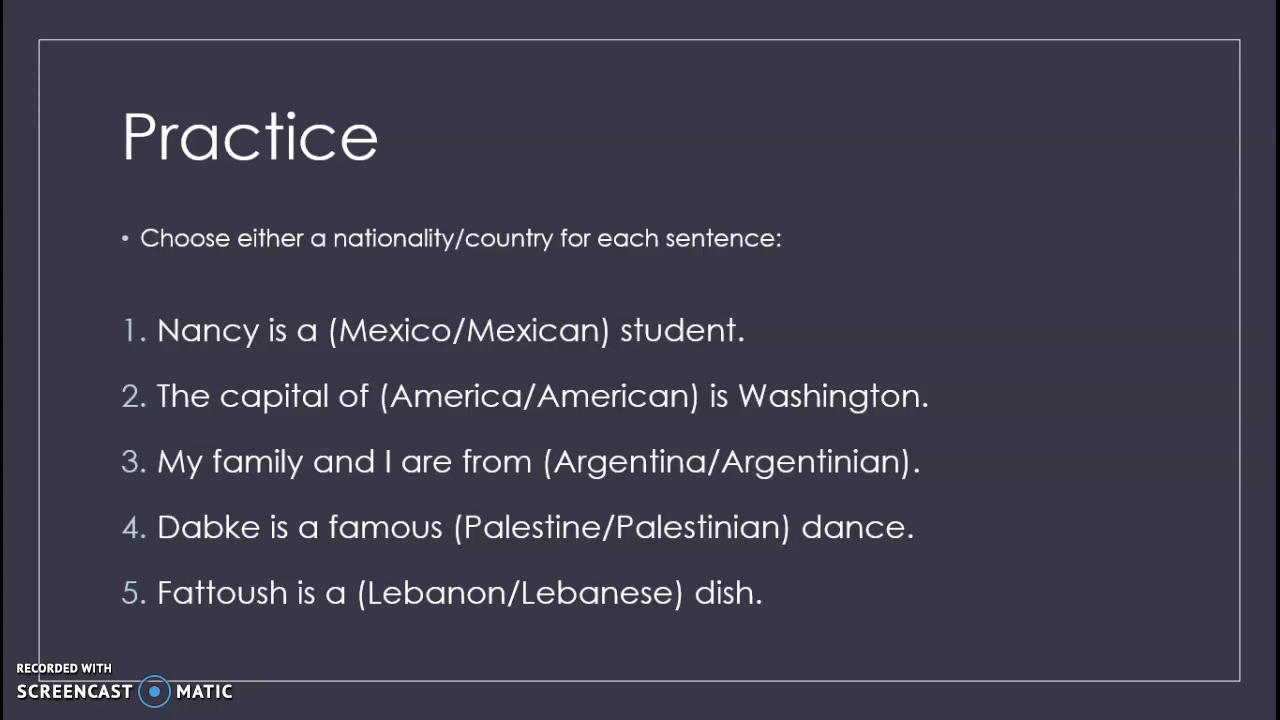 Practice
• Choose either a nationality/country for each sentence:
1. Nancy is a (Mexico/Mexican) student.
2. The capital of (America/American) is Washington.
3. My family and I are from (Argentina/Argentinian).
4. Dabke is a famous (Palestine/Palestinian) dance.
5. Fattoush is a (Lebanon/Lebanese) dish.
RECORDED WITH
SCREENCAST MATIC